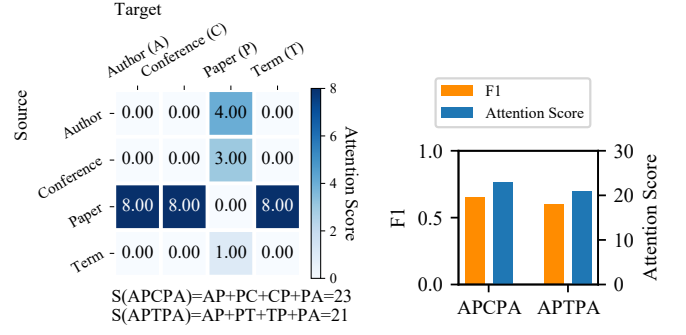 Target
Author (A)
Conference (C)
Paper (P)
Term (T)
Source
Author
0.00 0.00 4.00 0.00
Conference
0.00 0.00 3.00 0.00
Paper
8.00 8.00 0.00 8.00
Term
0.00 0.00 1.00 0.00
8
6
4
2
0
Attention Score
S(APCPA)=AP+PC+CP+PA=23
S(APTPA)=AP+PT+TP+PA=21
F1
Attention Score
1.0
0.5
0.0
F1
30
20
10
0
Attention Score
APCPA APTPA